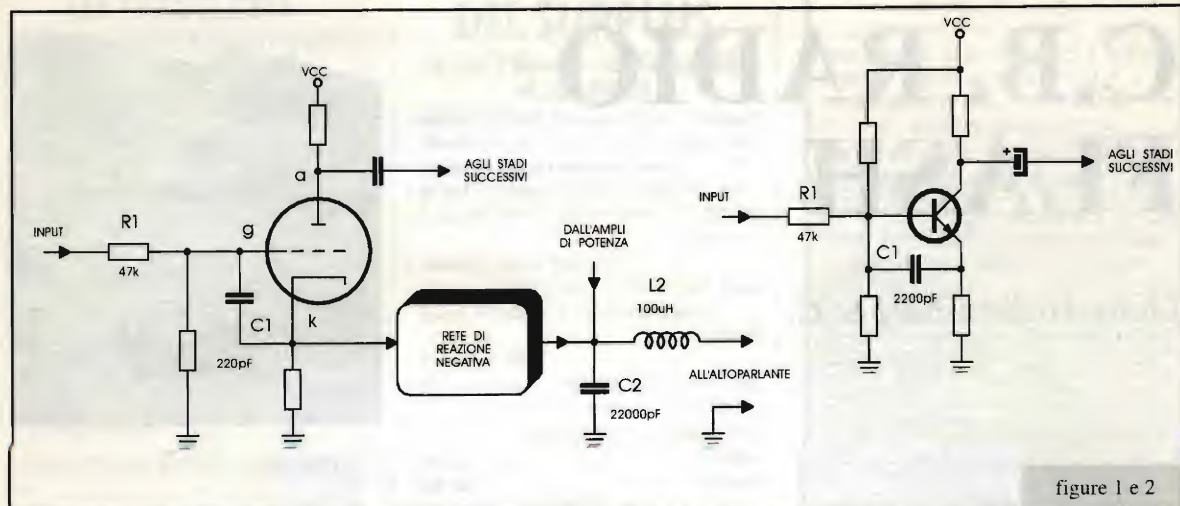 VCC
a
AGLI STADI
SUCCESSIVI
INPUT
R1
47k
g
C1
220pF
k
RETE DI
REAZIONE
NEGATIVA
DALL'AMPLI
DI POTENZA
L2
100uH
C2
22000pF
ALL'ALTOPARLANTE
VCC
+
AGLI STADI
SUCCESSIVI
INPUT
R1
47k
C1
2200pF
figure 1 e 2